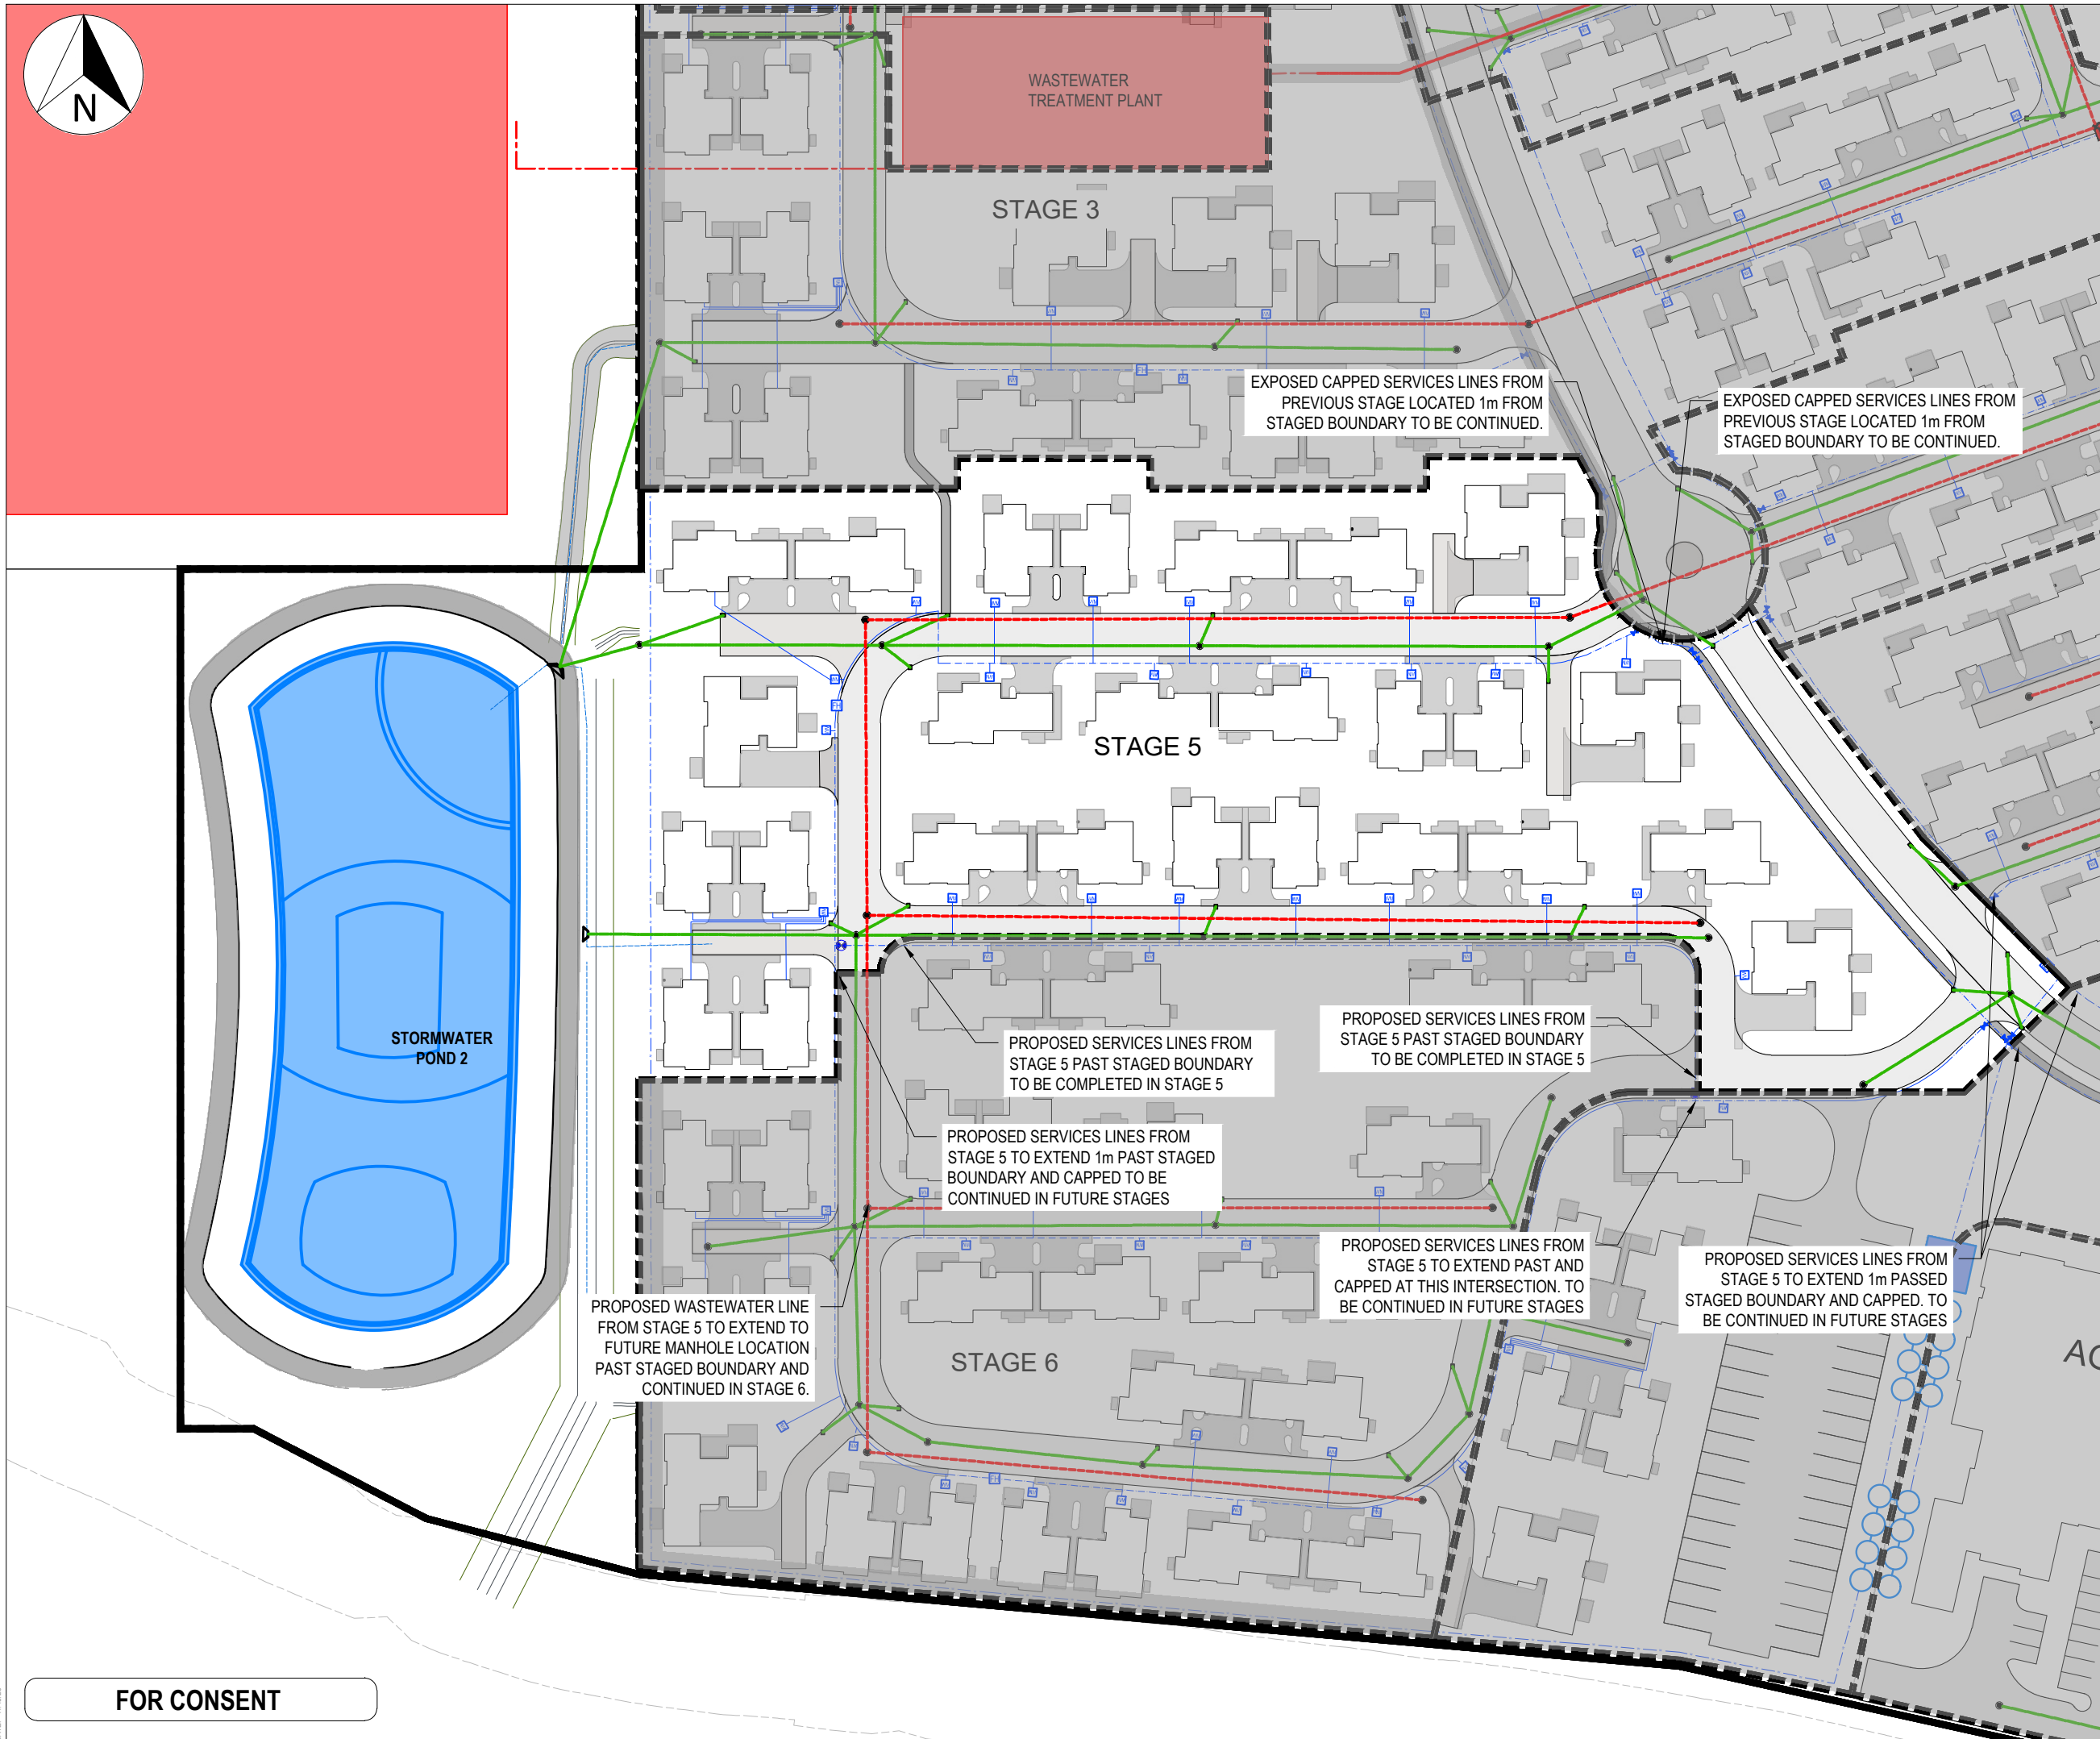 N
WASTEWATER
TREATMENT PLANT
STAGE 3
EXPOSED CAPPED SERVICES LINES FROM
PREVIOUS STAGE LOCATED 1m FROM
STAGED BOUNDARY TO BE CONTINUED.
EXPOSED CAPPED SERVICES LINES FROM
PREVIOUS STAGE LOCATED 1m FROM
STAGED BOUNDARY TO BE CONTINUED.
STAGE 5
STORMWATER
POND 2
PROPOSED SERVICES LINES FROM
STAGE 5 PAST STAGED BOUNDARY
TO BE COMPLETED IN STAGE 5
PROPOSED SERVICES LINES FROM
STAGE 5 PAST STAGED BOUNDARY
TO BE COMPLETED IN STAGE 5
PROPOSED SERVICES LINES FROM
STAGE 5 TO EXTEND 1m PAST STAGED
BOUNDARY AND CAPPED TO BE
CONTINUED IN FUTURE STAGES
PROPOSED SERVICES LINES FROM
STAGE 5 TO EXTEND PAST AND
CAPPED AT THIS INTERSECTION. TO
BE CONTINUED IN FUTURE STAGES
PROPOSED SERVICES LINES FROM
STAGE 5 TO EXTEND 1m PASSED
STAGED BOUNDARY AND CAPPED. TO
BE CONTINUED IN FUTURE STAGES
PROPOSED WASTEWATER LINE
FROM STAGE 5 TO EXTEND TO
FUTURE MANHOLE LOCATION
PAST STAGED BOUNDARY AND
CONTINUED IN STAGE 6.
STAGE 6
FOR CONSENT